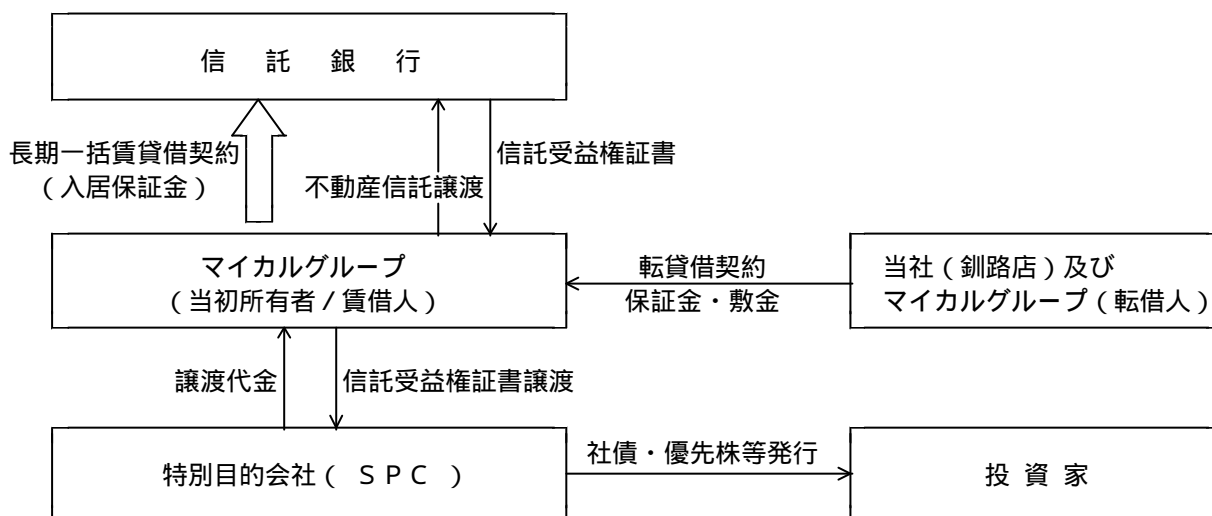 信 託 銀 行
長期一括賃貸借契約
(入居保証金)
信託受益権証書
不動産信託譲渡
マイカルグループ
(当初所有者/賃借人)
転貸借契約
保証金・敷金
当社(釧路店)及び
マイカルグループ(転借人)
譲渡代金
信託受益権証書譲渡
特別目的会社( SPC )
社債・優先株等発行
投 資 家